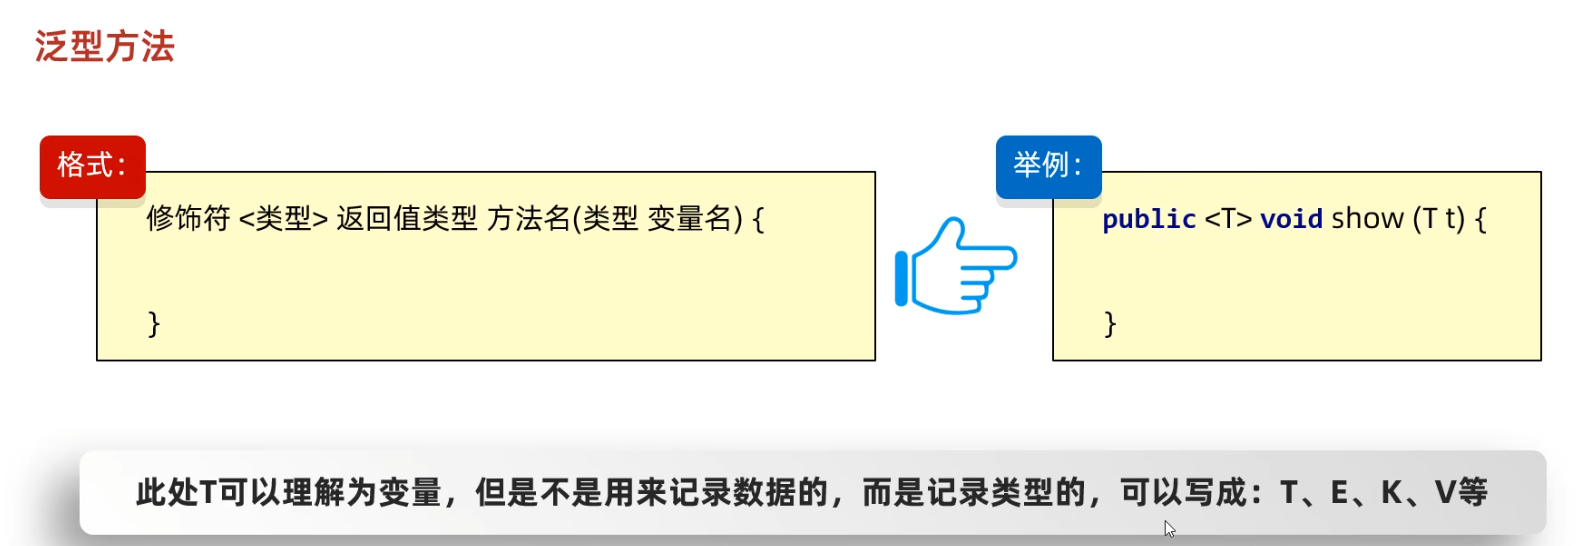 泛型方法
格式：
修饰符 <类型> 返回值类型 方法名(类型 变量名) {
}
举例：
public <T> void show (T t) {
}
此处T可以理解为变量，但是不是用来记录数据的，而是记录类型的，可以写成：T、E、K、V等